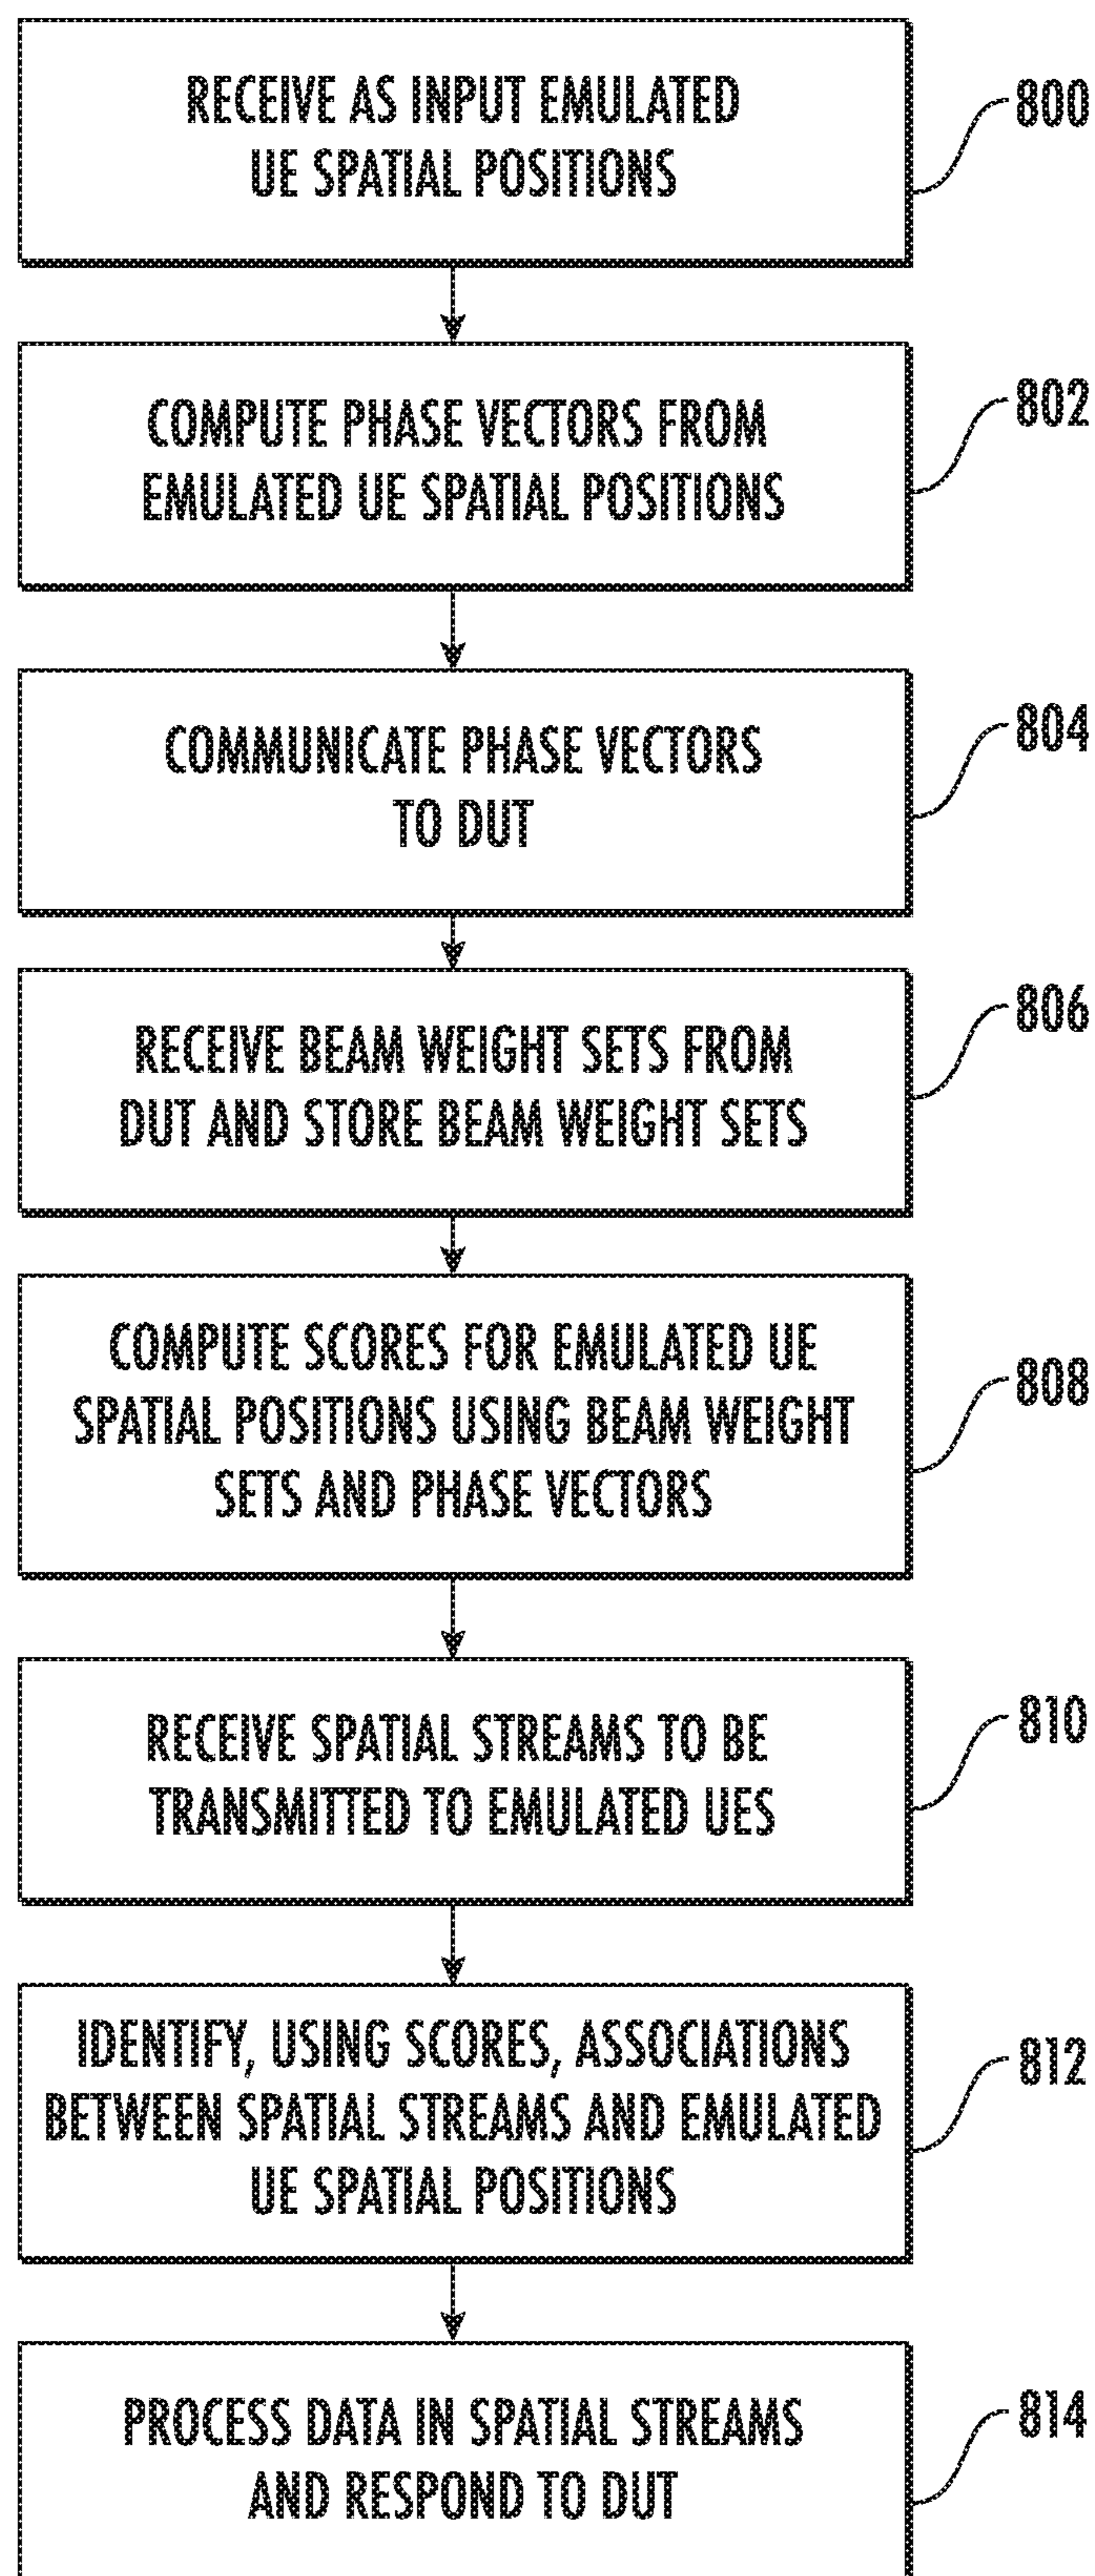 RECEIVE AS INPUT EMULATED
UE SPATIAL POSITIONS
800
COMPUTE PHASE VECTORS FROM
EMULATED UE SPATIAL POSITIONS
802
COMMUNICATE PHASE VECTORS
TO DUT
804
RECEIVE BEAM WEIGHT SETS FROM
DUT AND STORE BEAM WEIGHT SETS
806
COMPUTE SCORES FOR EMULATED UE
SPATIAL POSITIONS USING BEAM WEIGHT
SETS AND PHASE VECTORS
808
RECEIVE SPATIAL STREAMS TO BE
TRANSMITTED TO EMULATED UES
810
IDENTIFY, USING SCORES, ASSOCIATIONS
BETWEEN SPATIAL STREAMS AND EMULATED
UE SPATIAL POSITIONS
812
PROCESS DATA IN SPATIAL STREAMS
AND RESPOND TO DUT
814